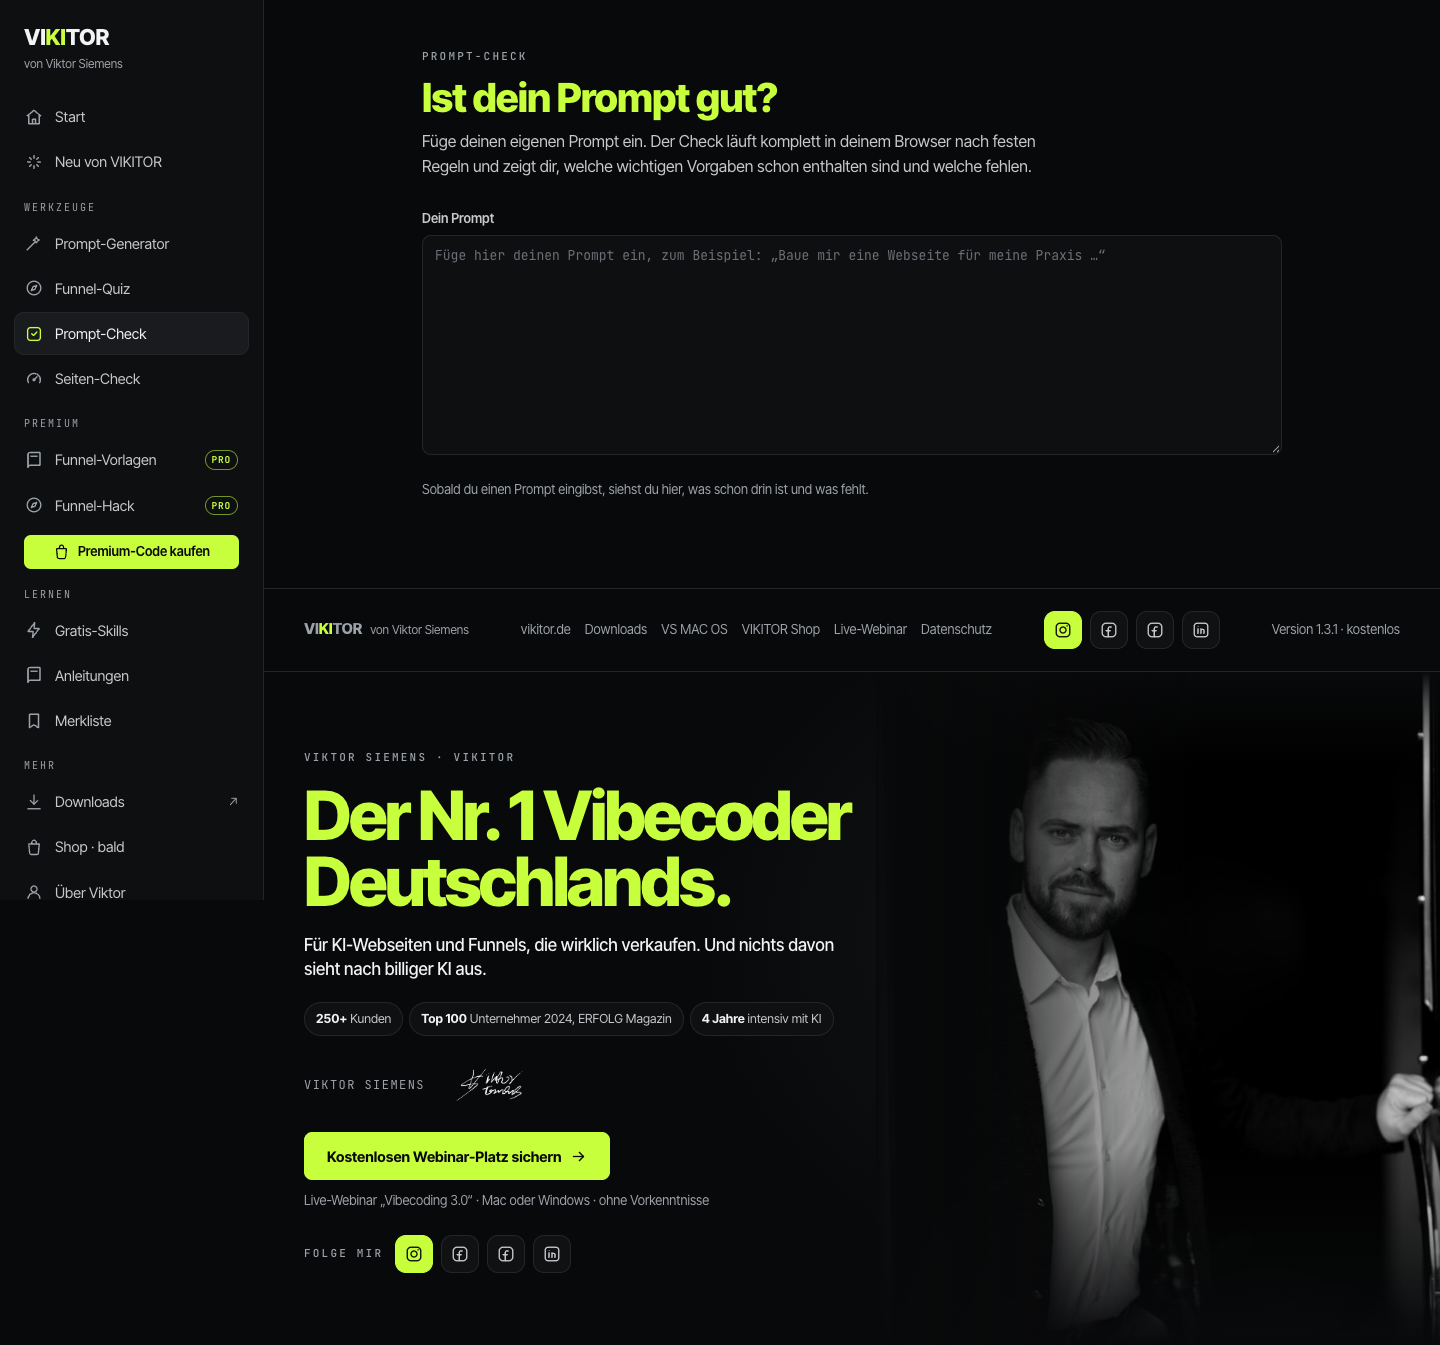 VIKITOR
von Viktor Siemens
Start
Neu von VIKITOR
WERKZEUGE
Prompt-Generator
Funnel-Quiz
Prompt-Check
Seiten-Check
PREMIUM
Funnel-Vorlagen PRO
Funnel-Hack PRO
Premium-Code kaufen
LERNEN
Gratis-Skills
Anleitungen
Merkliste
MEHR
Downloads
Shop · bald
Über Viktor
PROMPT-CHECK
Ist dein Prompt gut?
Füge deinen eigenen Prompt ein. Der Check läuft komplett in deinem Browser nach festen
Regeln und zeigt dir, welche wichtigen Vorgaben schon enthalten sind und welche fehlen.
Dein Prompt
Füge hier deinen Prompt ein, zum Beispiel: „Baue mir eine Webseite für meine Praxis …“
Sobald du einen Prompt eingibst, siehst du hier, was schon drin ist und was fehlt.
VIKITOR von Viktor Siemens vikitor.de Downloads VS MAC OS VIKITOR Shop Live-Webinar Datenschutz Version 1.3.1 · kostenlos
VIKTOR SIEMENS · VIKITOR
Der Nr. 1 Vibecoder
Deutschlands.
Für KI-Webseiten und Funnels, die wirklich verkaufen. Und nichts davon
sieht nach billiger KI aus.
250+ Kunden Top 100 Unternehmer 2024, ERFOLG Magazin 4 Jahre intensiv mit KI
VIKTOR SIEMENS
Kostenlosen Webinar-Platz sichern →
Live-Webinar „Vibecoding 3.0“ · Mac oder Windows · ohne Vorkenntnisse
FOLGE MIR